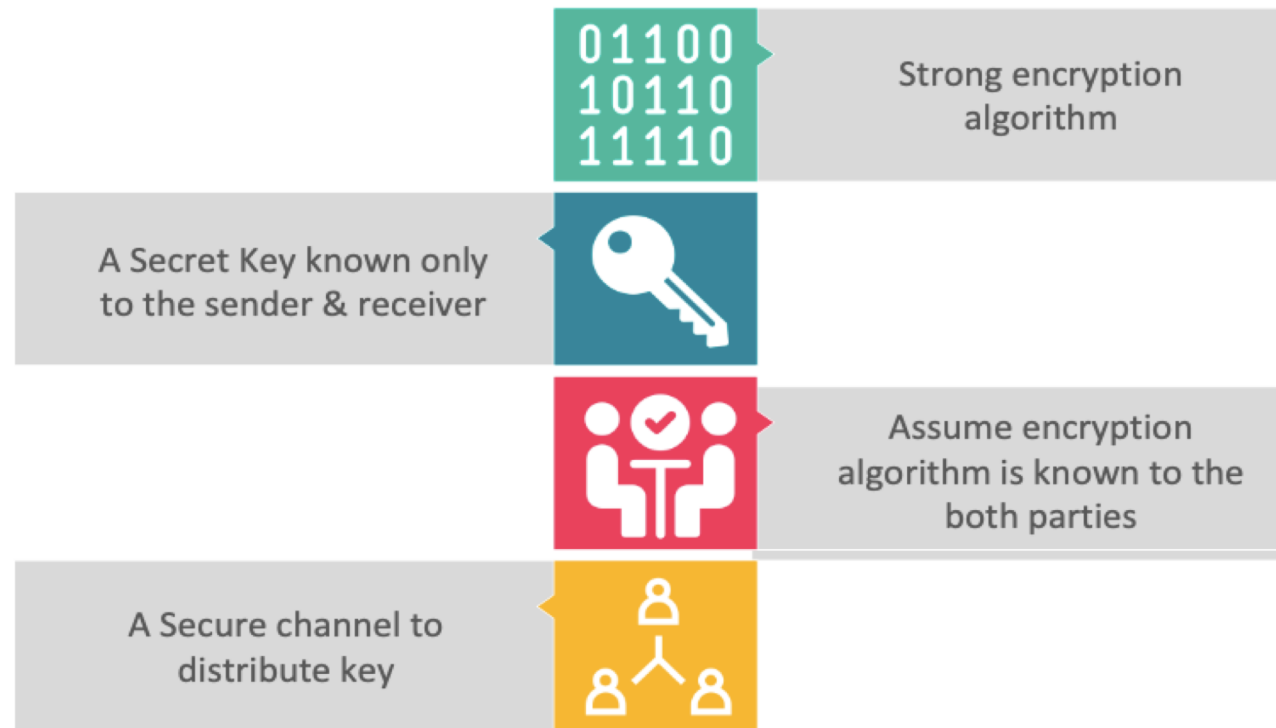 01100
10110
11110
Strong encryption
algorithm
A Secret Key known only
to the sender & receiver
Assume encryption
algorithm is known to the
both parties
A Secure channel to
distribute key